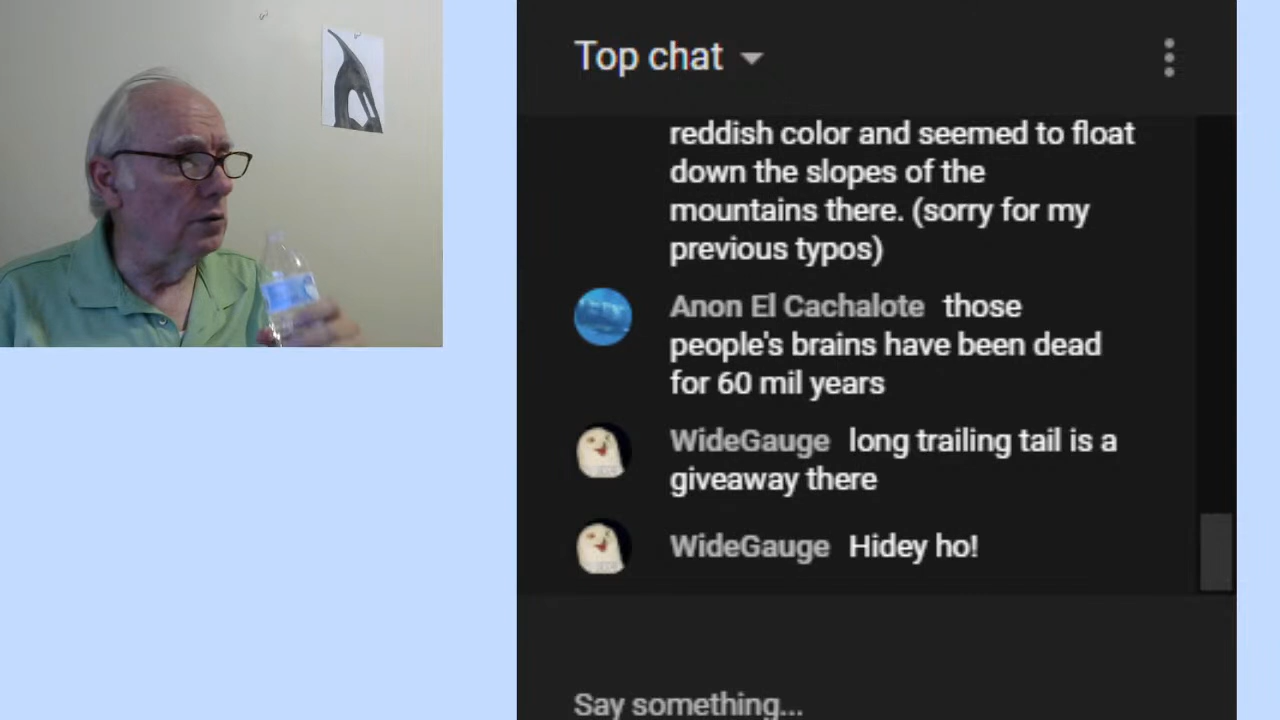 Top chat
reddish color and seemed to float
down the slopes of the
mountains there. (sorry for my
previous typos)
Anon El Cachalote those
people's brains have been dead
for 60 mil years
WideGauge long trailing tail is a
giveaway there
WideGauge Hidey ho!
Say something...